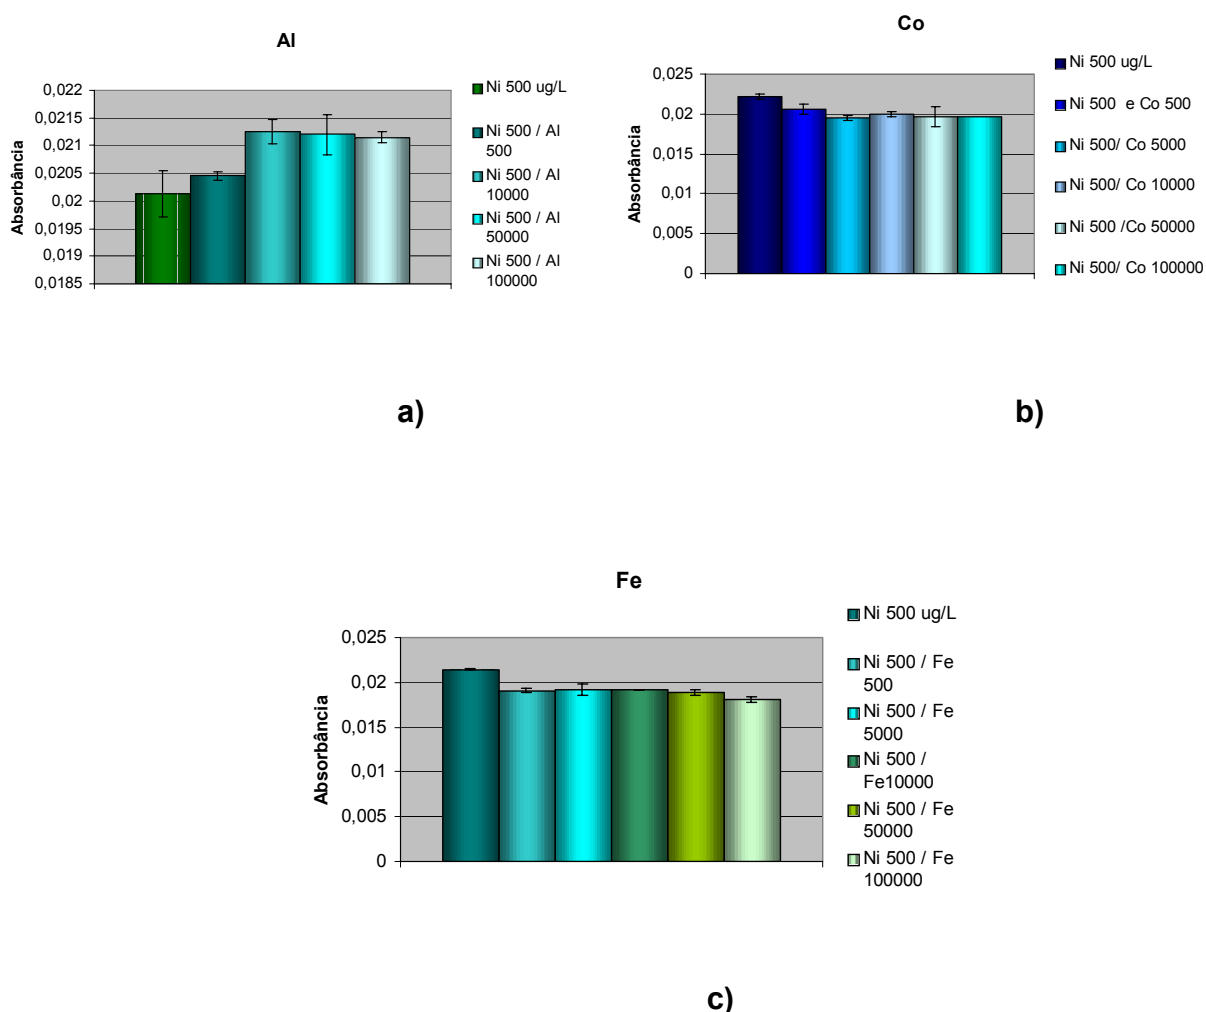 Al
Absorbância
0,022
0,0215
0,021
0,0205
0,02
0,0195
0,019
0,0185
Ni 500 ug/L
Ni 500 / Al
500
Ni 500 / Al
10000
Ni 500 / Al
50000
Ni 500 / Al
100000
a)
Co
Absorbância
0,025
0,02
0,015
0,01
0,005
0
Ni 500 ug/L
Ni 500 e Co 500
Ni 500/ Co 5000
Ni 500/ Co 10000
Ni 500 /Co 50000
Ni 500/ Co 100000
b)
Fe
Absorbância
0,025
0,02
0,015
0,01
0,005
0
Ni 500 ug/L
Ni 500 / Fe
500
Ni 500 / Fe
5000
Ni 500 /
Fe10000
Ni 500 / Fe
50000
Ni 500 / Fe
100000
c)